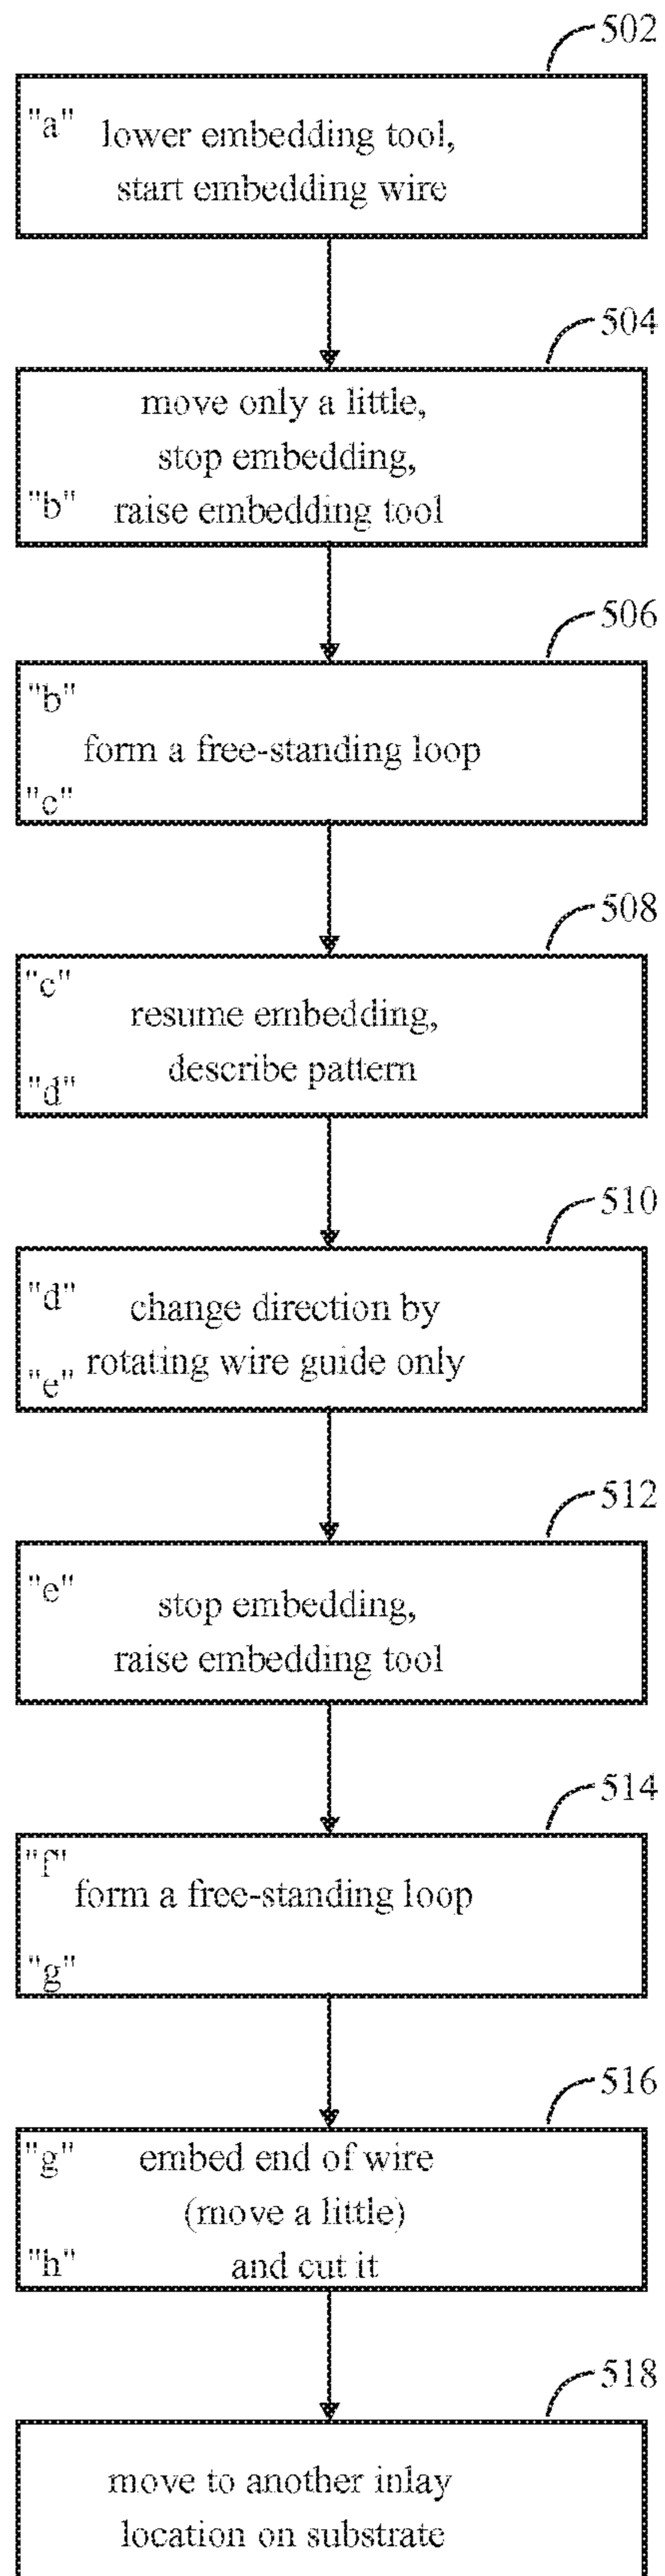 502
"a" lower embedding tool,
start embedding wire
504
move only a little,
stop embedding,
"b" raise embedding tool
506
"b"
form a free-standing loop
"c"
508
"c"
resume embedding,
"d" describe pattern
510
"d" change direction by
"e" rotating wire guide only
512
"e" stop embedding,
raise embedding tool
514
"f"
form a free-standing loop
"g"
516
"g" embed end of wire
(move a little)
"h" and cut it
518
move to another inlay
location on substrate